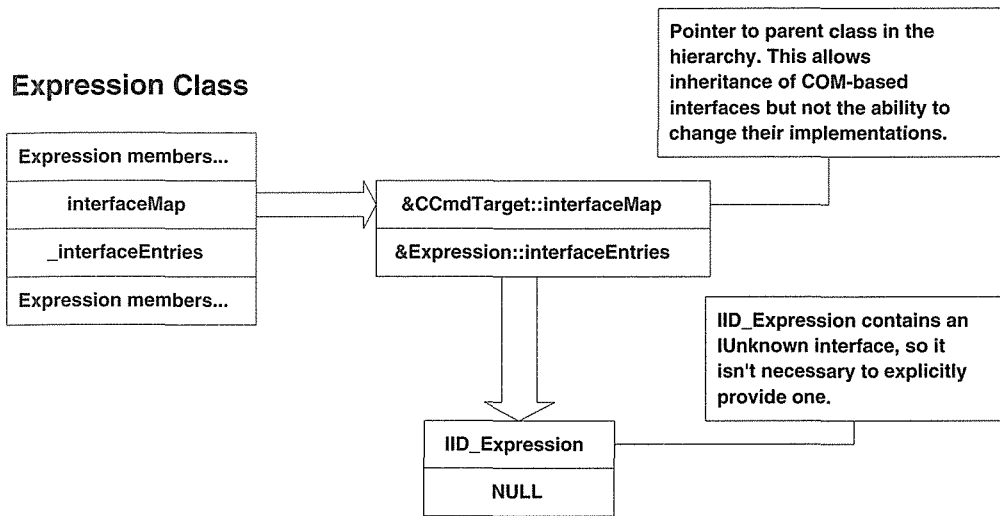 Pointer to parent class in the
hierarchy. This allows
inheritance of COM-based
interfaces but not the ability to
change their implementations.
Expression Class
Expression members...
interfaceMap
_interfaceEntries
Expression members...
&CCmdTarget::interfaceMap
&Expression::interfaceEntries
IID_Expression contains an
IUnknown interface, so it
isn't necessary to explicitly
provide one.
IID_Expression
NULL